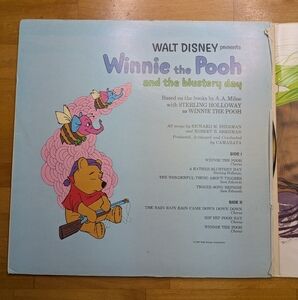 WALT DISNEY presents
Winnie the Pooh
and the blustery day
Based on the books by A. A. Milne
with STERLING HOLLOWAY
as WINNIE THE POOH
All songs by RICHARD M. SHERMAN
and ROBERT B. SHERMAN
Produced, Arranged and Conducted
by CAMARATA
SIDE I
WINNIE THE POOH
Chorus
A RATHER BLUSTERY DAY
Sterling Holloway
THE WONDERFUL THING ABOUT TIGGERS
Sam Edwards
TIGGER SONG REPRISE
Sam Edwards
SIDE II
THE RAIN RAIN RAIN CAME DOWN DOWN DOWN
Chorus
HIP HIP POOH RAY
Chorus
WINNIE THE POOH
Chorus